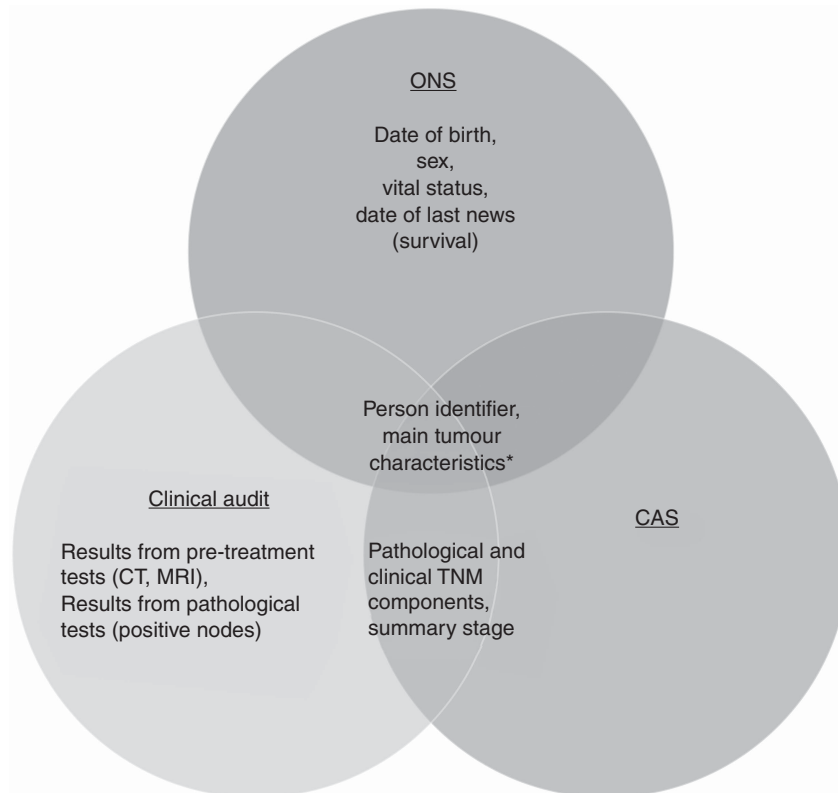 ONS
Date of birth,
sex,
vital status,
date of last news
(survival)
Person identifier,
main tumour
characteristics*
Clinical audit
Results from pre-treatment
tests (CT, MRI),
Results from pathological
tests (positive nodes)
Pathological and
clinical TNM
components,
summary stage
CAS